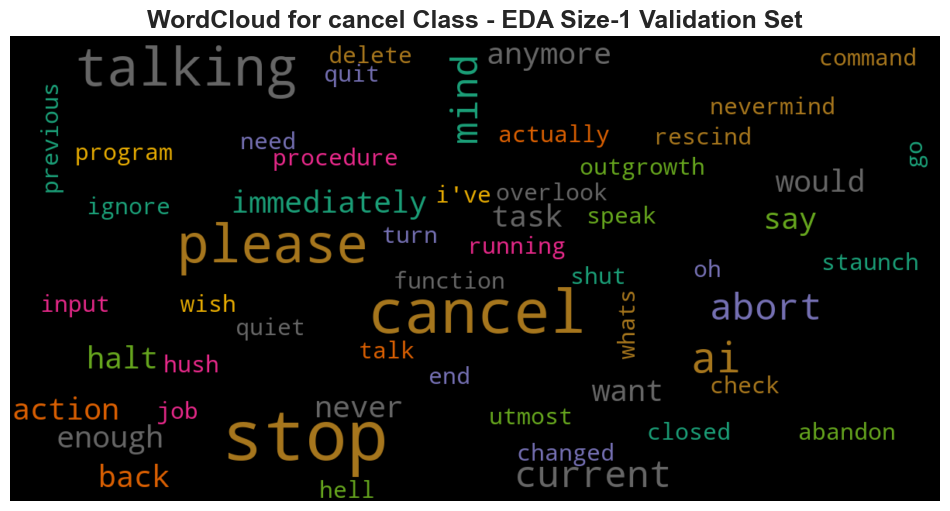 WordCloud for cancel Class - EDA Size-1 Validation Set
talking
delete
quit
mind
anymore
command
previous
nevermind
need
actually
rescind
go
program
procedure
outgrowth
ignore
immediately
i've
overlook
would
task
speak
say
please
turn
running
function
shut
oh
staunch
input
wish
quiet
cancel
whats
abort
halt
hush
talk
end
ai
check
want
action
job
never
stop
utmost
closed
abandon
enough
changed
back
current
hell